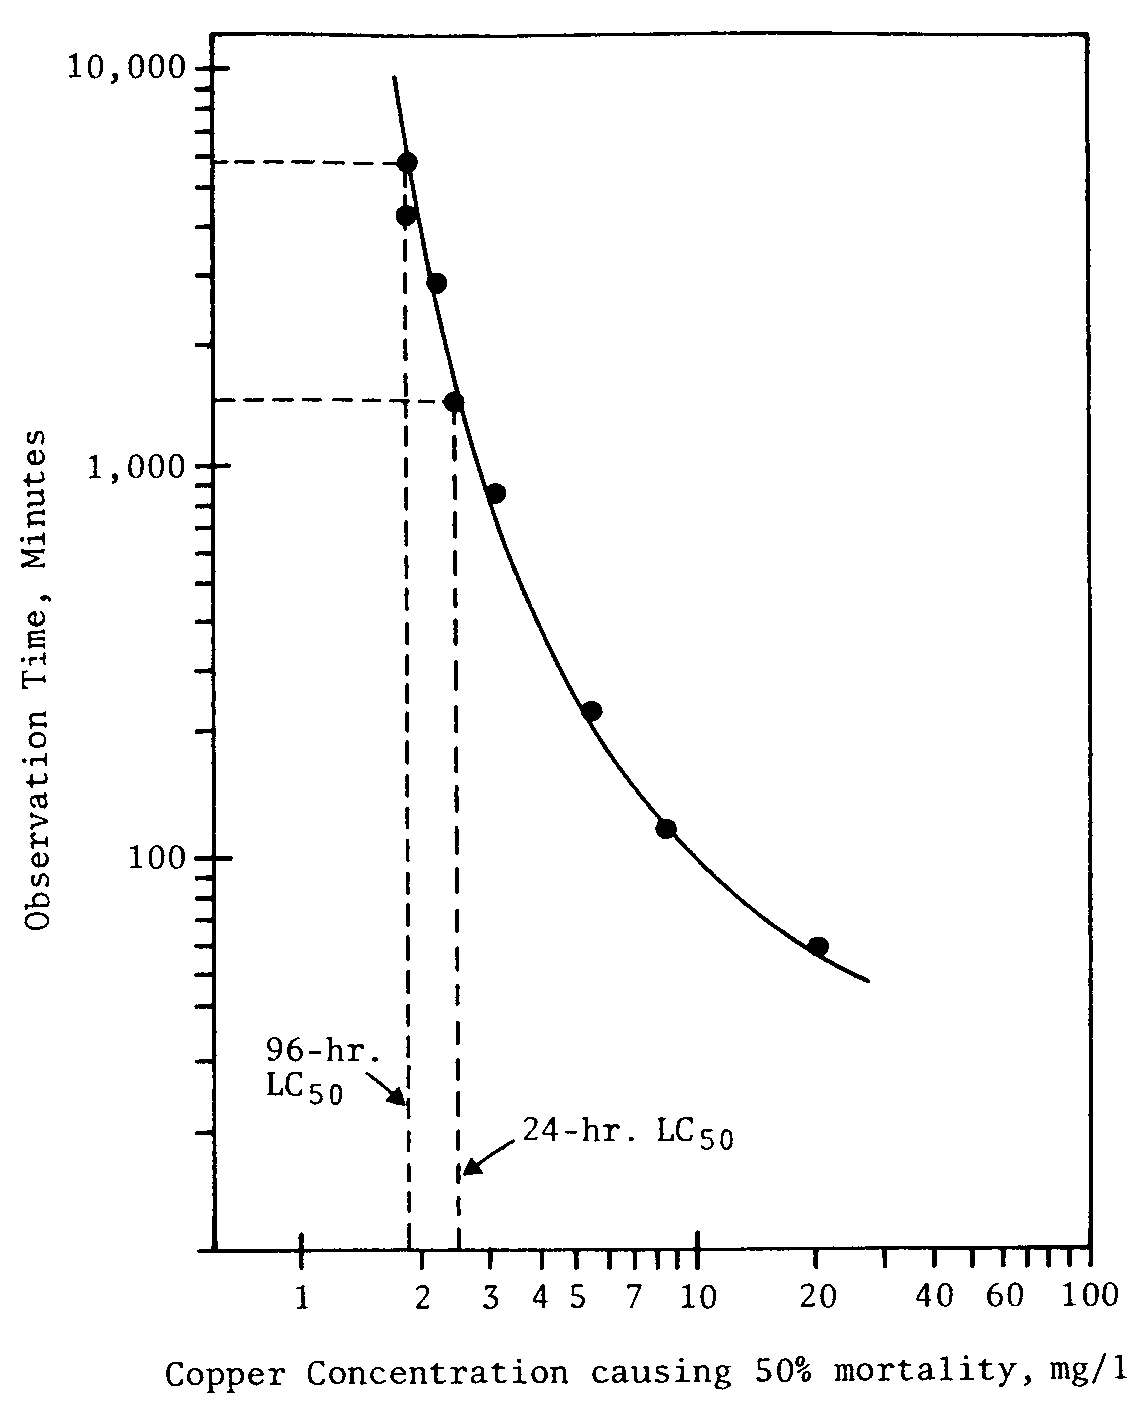 10,000
1,000
100
Observation Time, Minutes
96-hr.
LC50
24-hr. LC50
1 2 3 4 5 7 10 20 40 60 100
Copper Concentration causing 50% mortality, mg/l